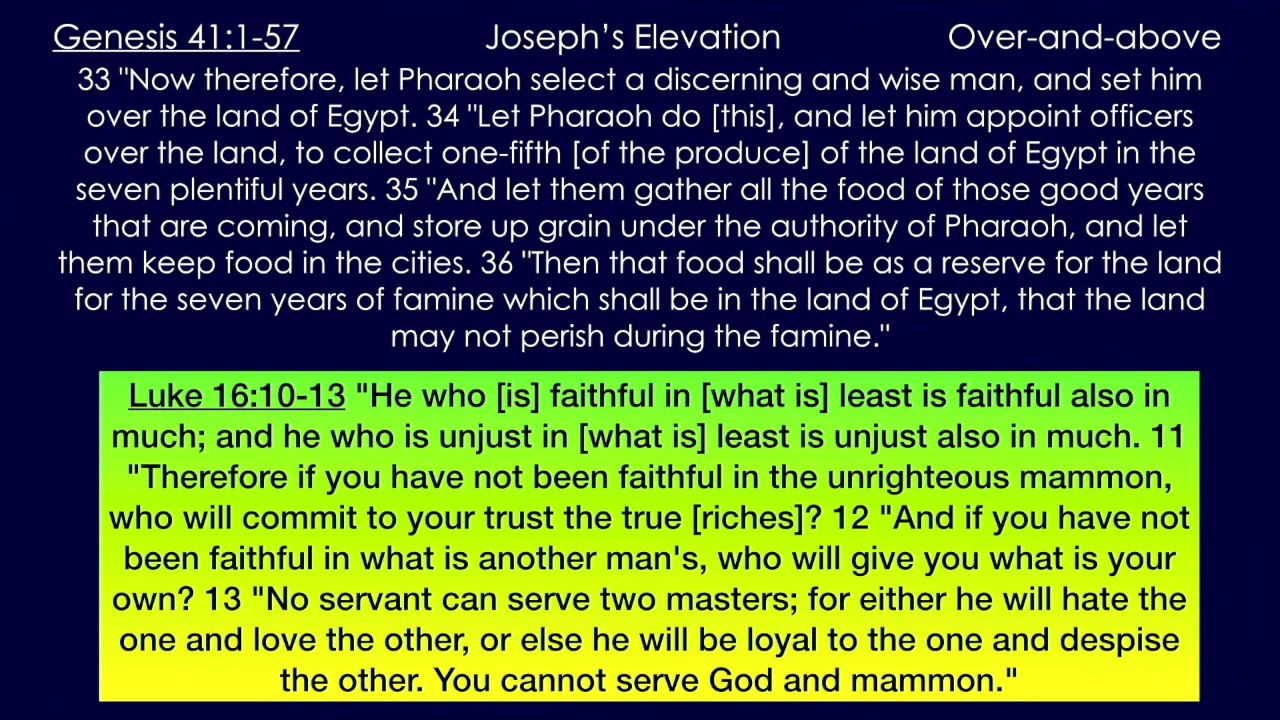 Genesis 41:1-57 Joseph's Elevation Over-and-above
33 "Now therefore, let Pharaoh select a discerning and wise man, and set him
over the land of Egypt. 34 "Let Pharaoh do [this], and let him appoint officers
over the land, to collect one-fifth [of the produce] of the land of Egypt in the
seven plentiful years. 35 "And let them gather all the food of those good years
that are coming, and store up grain under the authority of Pharaoh, and let
them keep food in the cities. 36 "Then that food shall be as a reserve for the land
for the seven years of famine which shall be in the land of Egypt, that the land
may not perish during the famine."
Luke 16:10-13 "He who [is] faithful in [what is] least is faithful also in
much; and he who is unjust in [what is] least is unjust also in much. 11
"Therefore if you have not been faithful in the unrighteous mammon,
who will commit to your trust the true [riches]? 12 "And if you have not
been faithful in what is another man's, who will give you what is your
own? 13 "No servant can serve two masters; for either he will hate the
one and love the other, or else he will be loyal to the one and despise
the other. You cannot serve God and mammon."